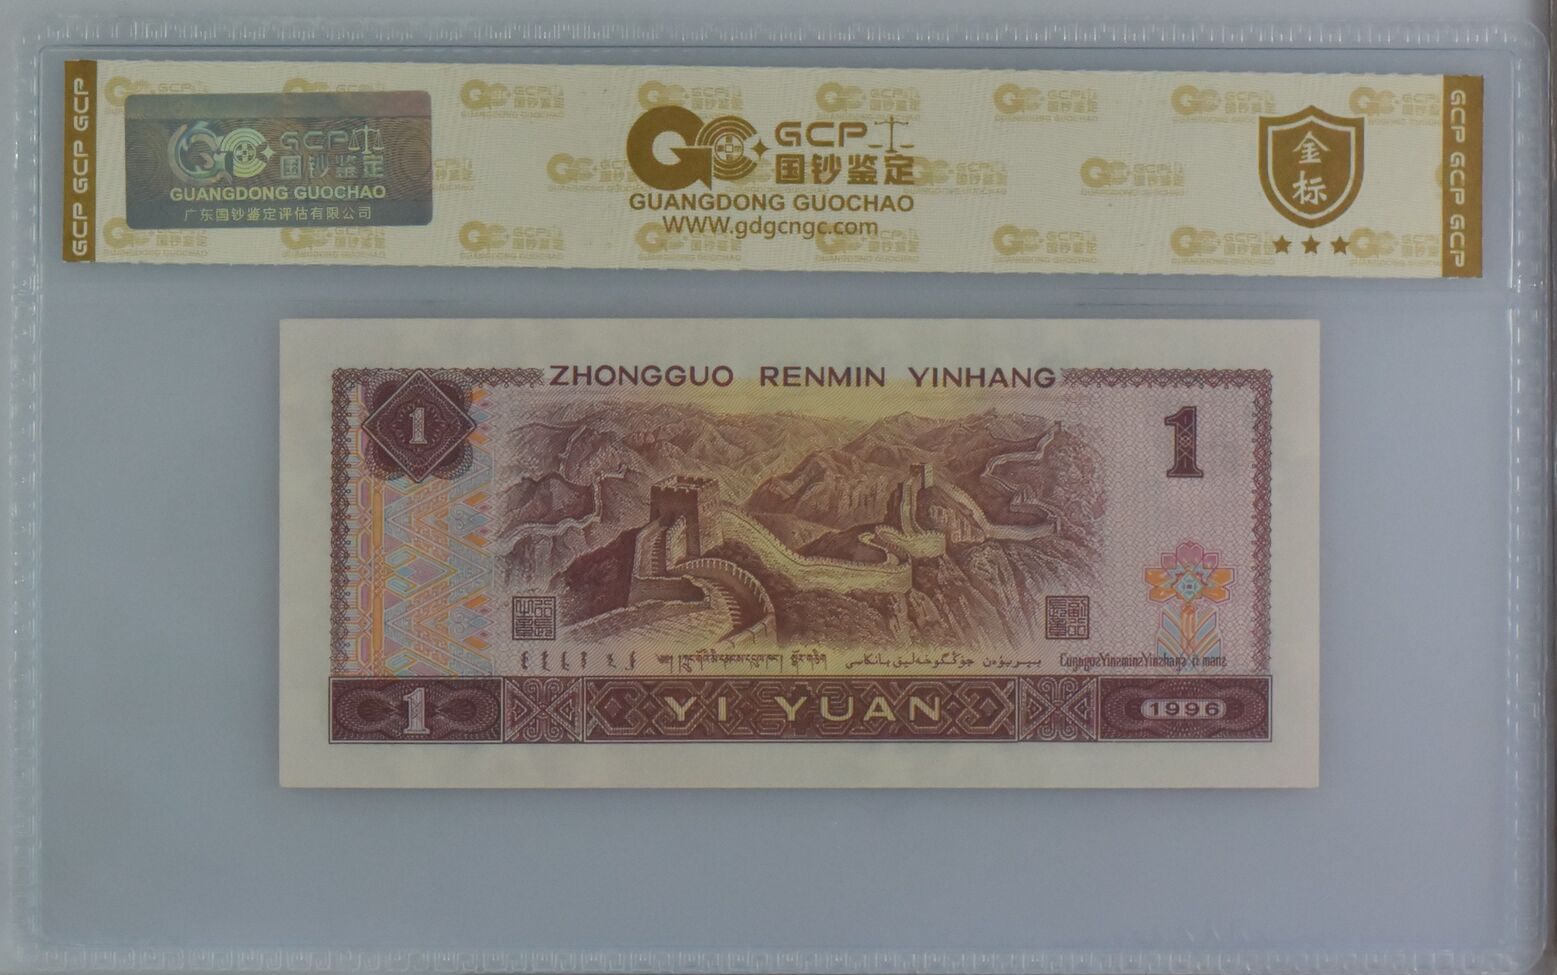 GCP GCP GCP
GCP
国钞鉴定
GUANGDONG GUOCHAO
广东国钞鉴定评估有限公司
GCP
国钞鉴定
GUANGDONG GUOCHAO
WWW.gdgcngc.com
金标
GCP GCP GCP
ZHONGGUO RENMIN YINHANG
1
1
1 YI YUAN 1996